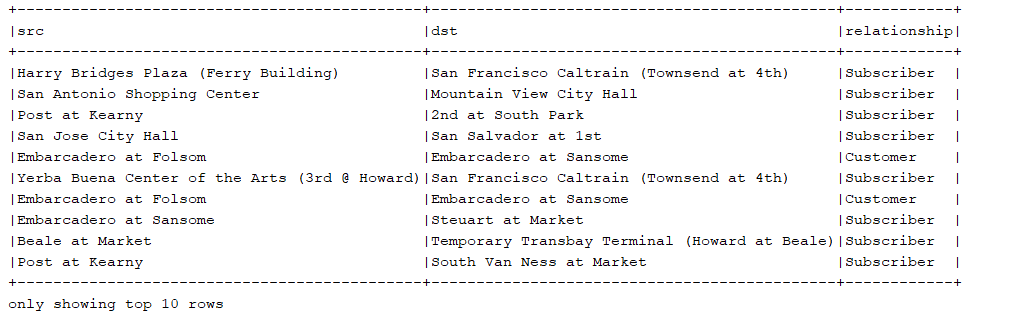 +-----------------------------------------------+-----------------------------------------------+------------+
|src                                            |dst                                            |relationship|
+-----------------------------------------------+-----------------------------------------------+------------+
|Harry Bridges Plaza (Ferry Building)           |San Francisco Caltrain (Townsend at 4th)       |Subscriber  |
|San Antonio Shopping Center                    |Mountain View City Hall                        |Subscriber  |
|Post at Kearny                                 |2nd at South Park                              |Subscriber  |
|San Jose City Hall                             |San Salvador at 1st                            |Subscriber  |
|Embarcadero at Folsom                          |Embarcadero at Sansome                         |Customer    |
|Yerba Buena Center of the Arts (3rd @ Howard)|San Francisco Caltrain (Townsend at 4th)       |Subscriber  |
|Embarcadero at Folsom                          |Embarcadero at Sansome                         |Customer    |
|Embarcadero at Sansome                         |Steuart at Market                              |Subscriber  |
|Beale at Market                                |Temporary Transbay Terminal (Howard at Beale)|Subscriber  |
|Post at Kearny                                 |South Van Ness at Market                       |Subscriber  |
+-----------------------------------------------+-----------------------------------------------+------------+
only showing top 10 rows